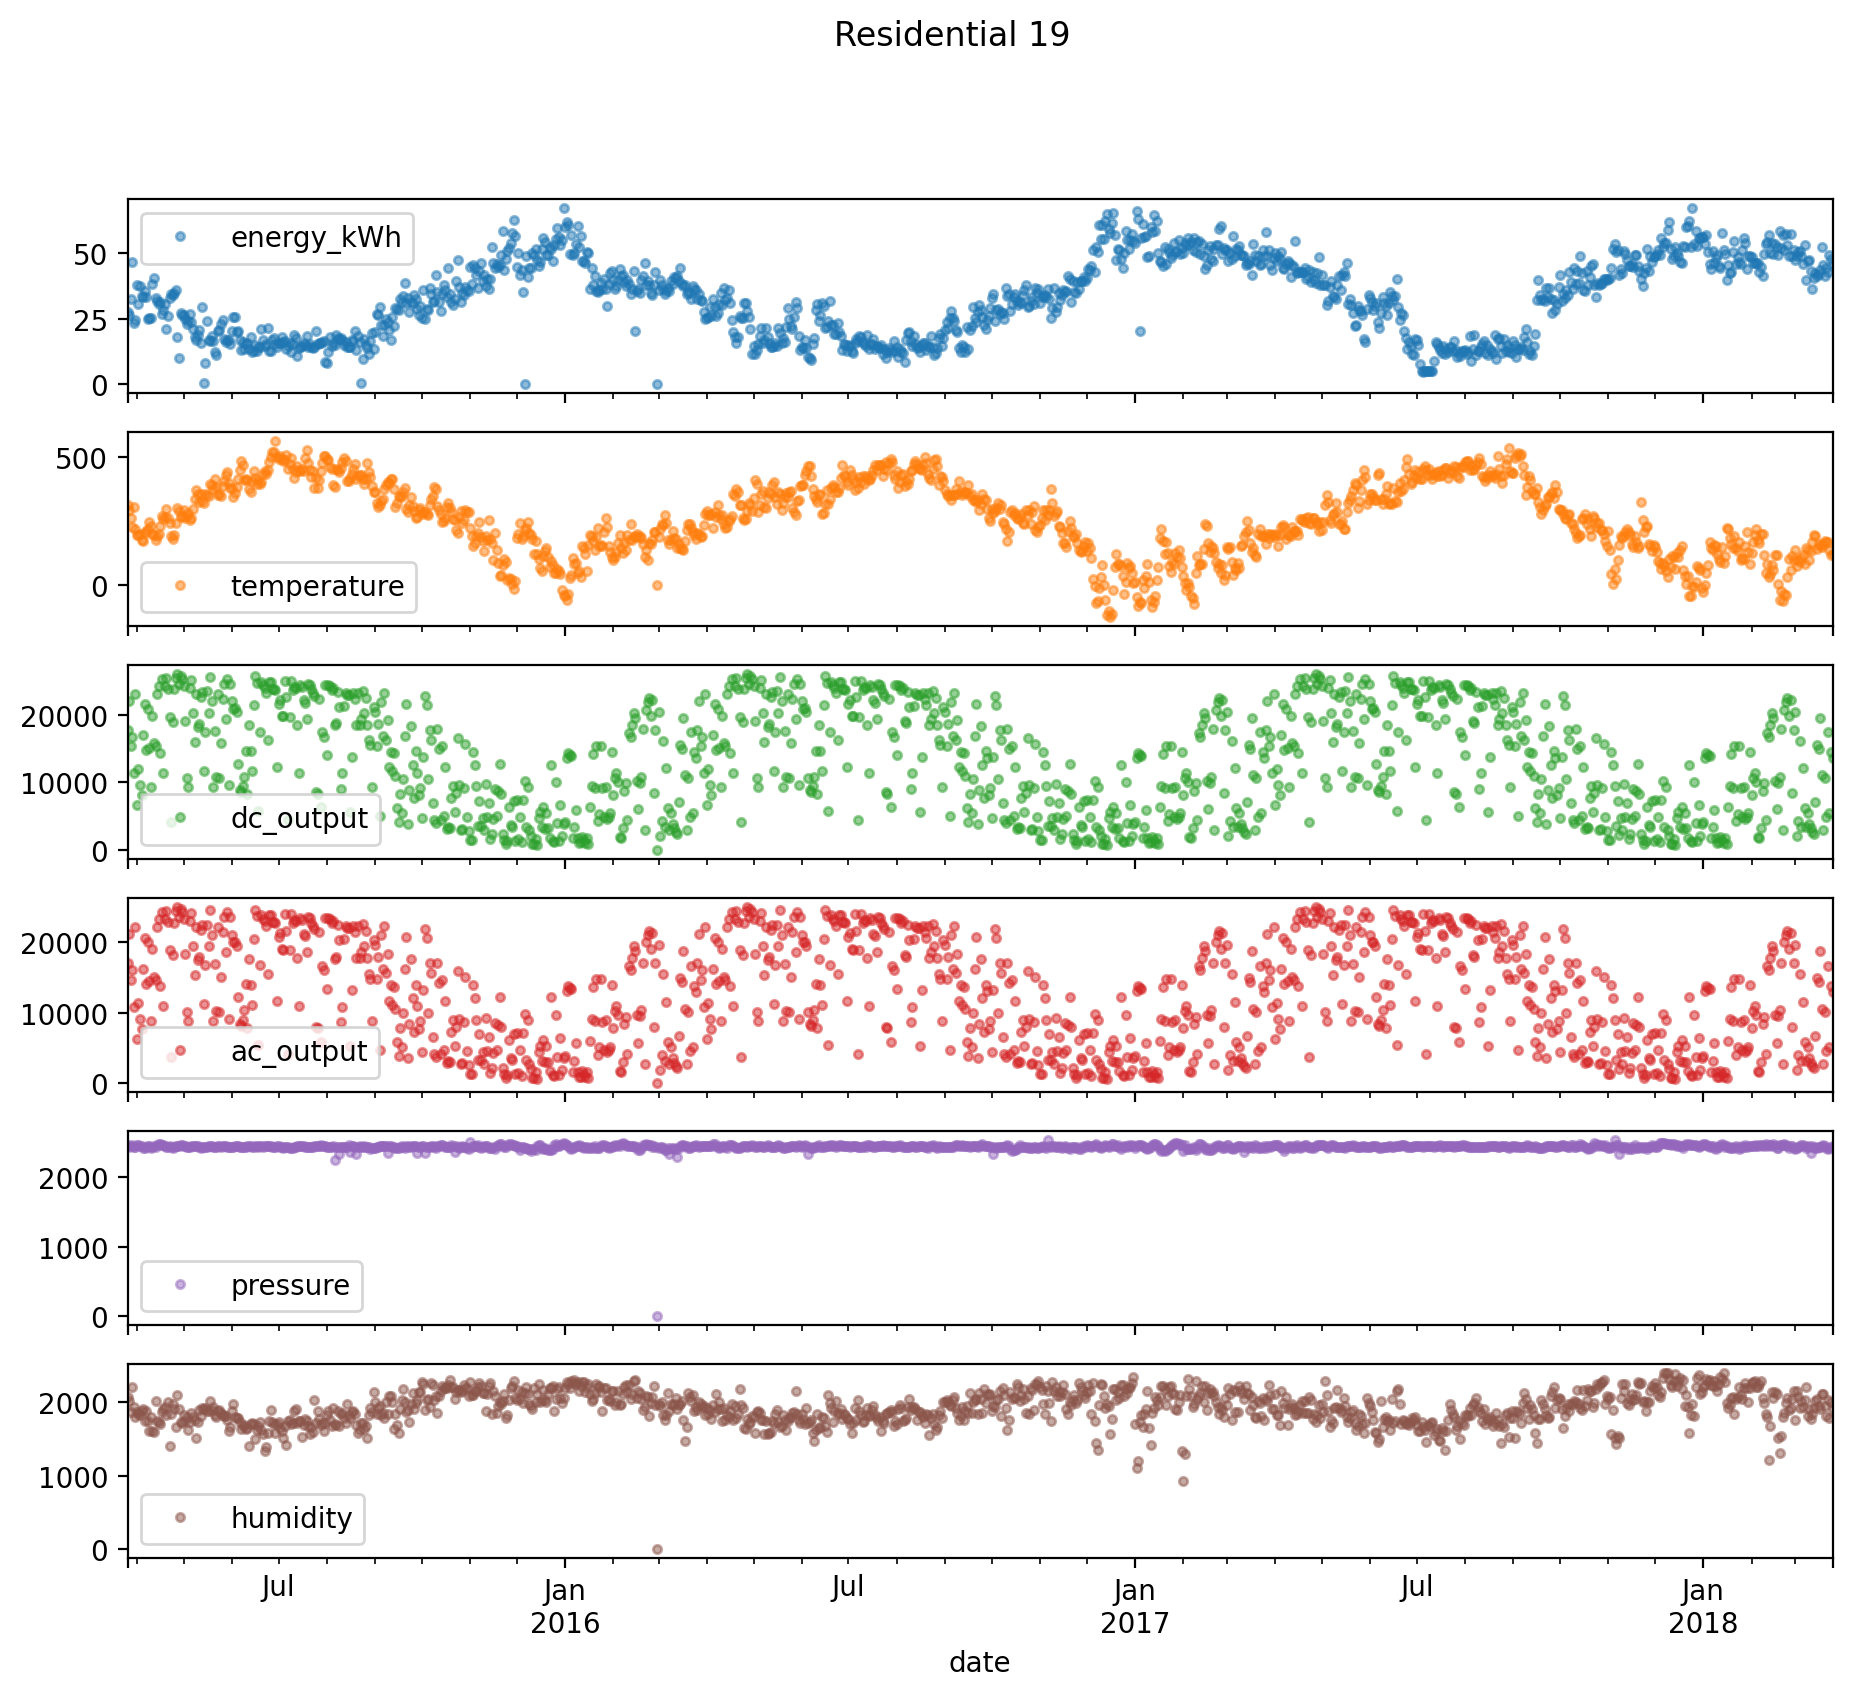 Residential 19
50
25
0
energy_kWh
500
0
temperature
20000
10000
0
dc_output
20000
10000
0
ac_output
2000
1000
0
pressure
2000
1000
0
humidity
Jul Jan Jul Jan Jul Jan
2016 2017 2018
date